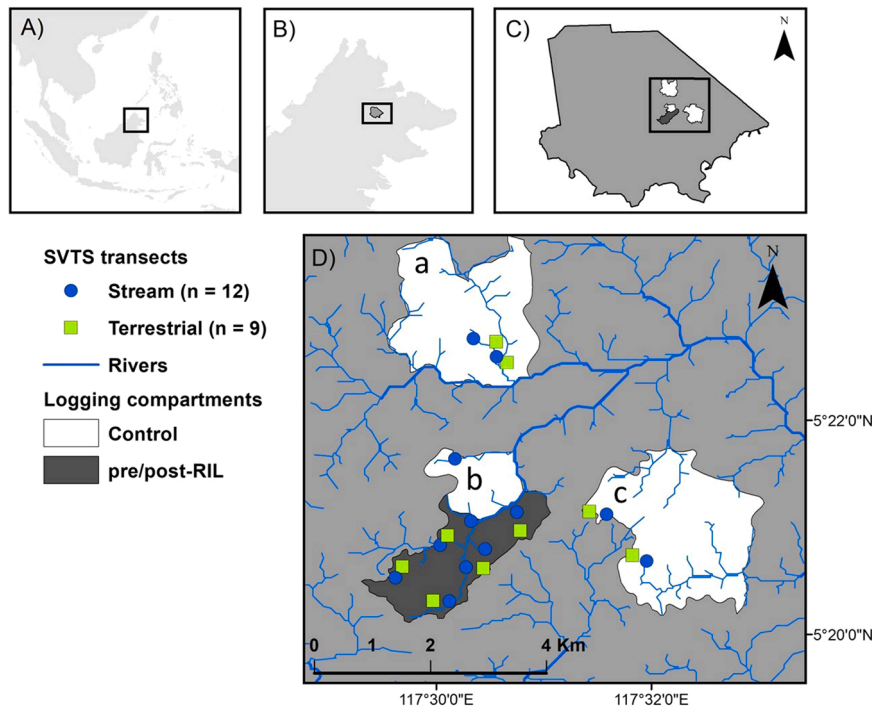 A)
B)
C)
N
SVTS transects
Stream (n = 12)
Terrestrial (n = 9)
Rivers
Logging compartments
Control
pre/post-RIL
D)
N
a
b
c
5°22'0"N
5°20'0"N
0 1 2 4 Km
117°30'0"E 117°32'0"E